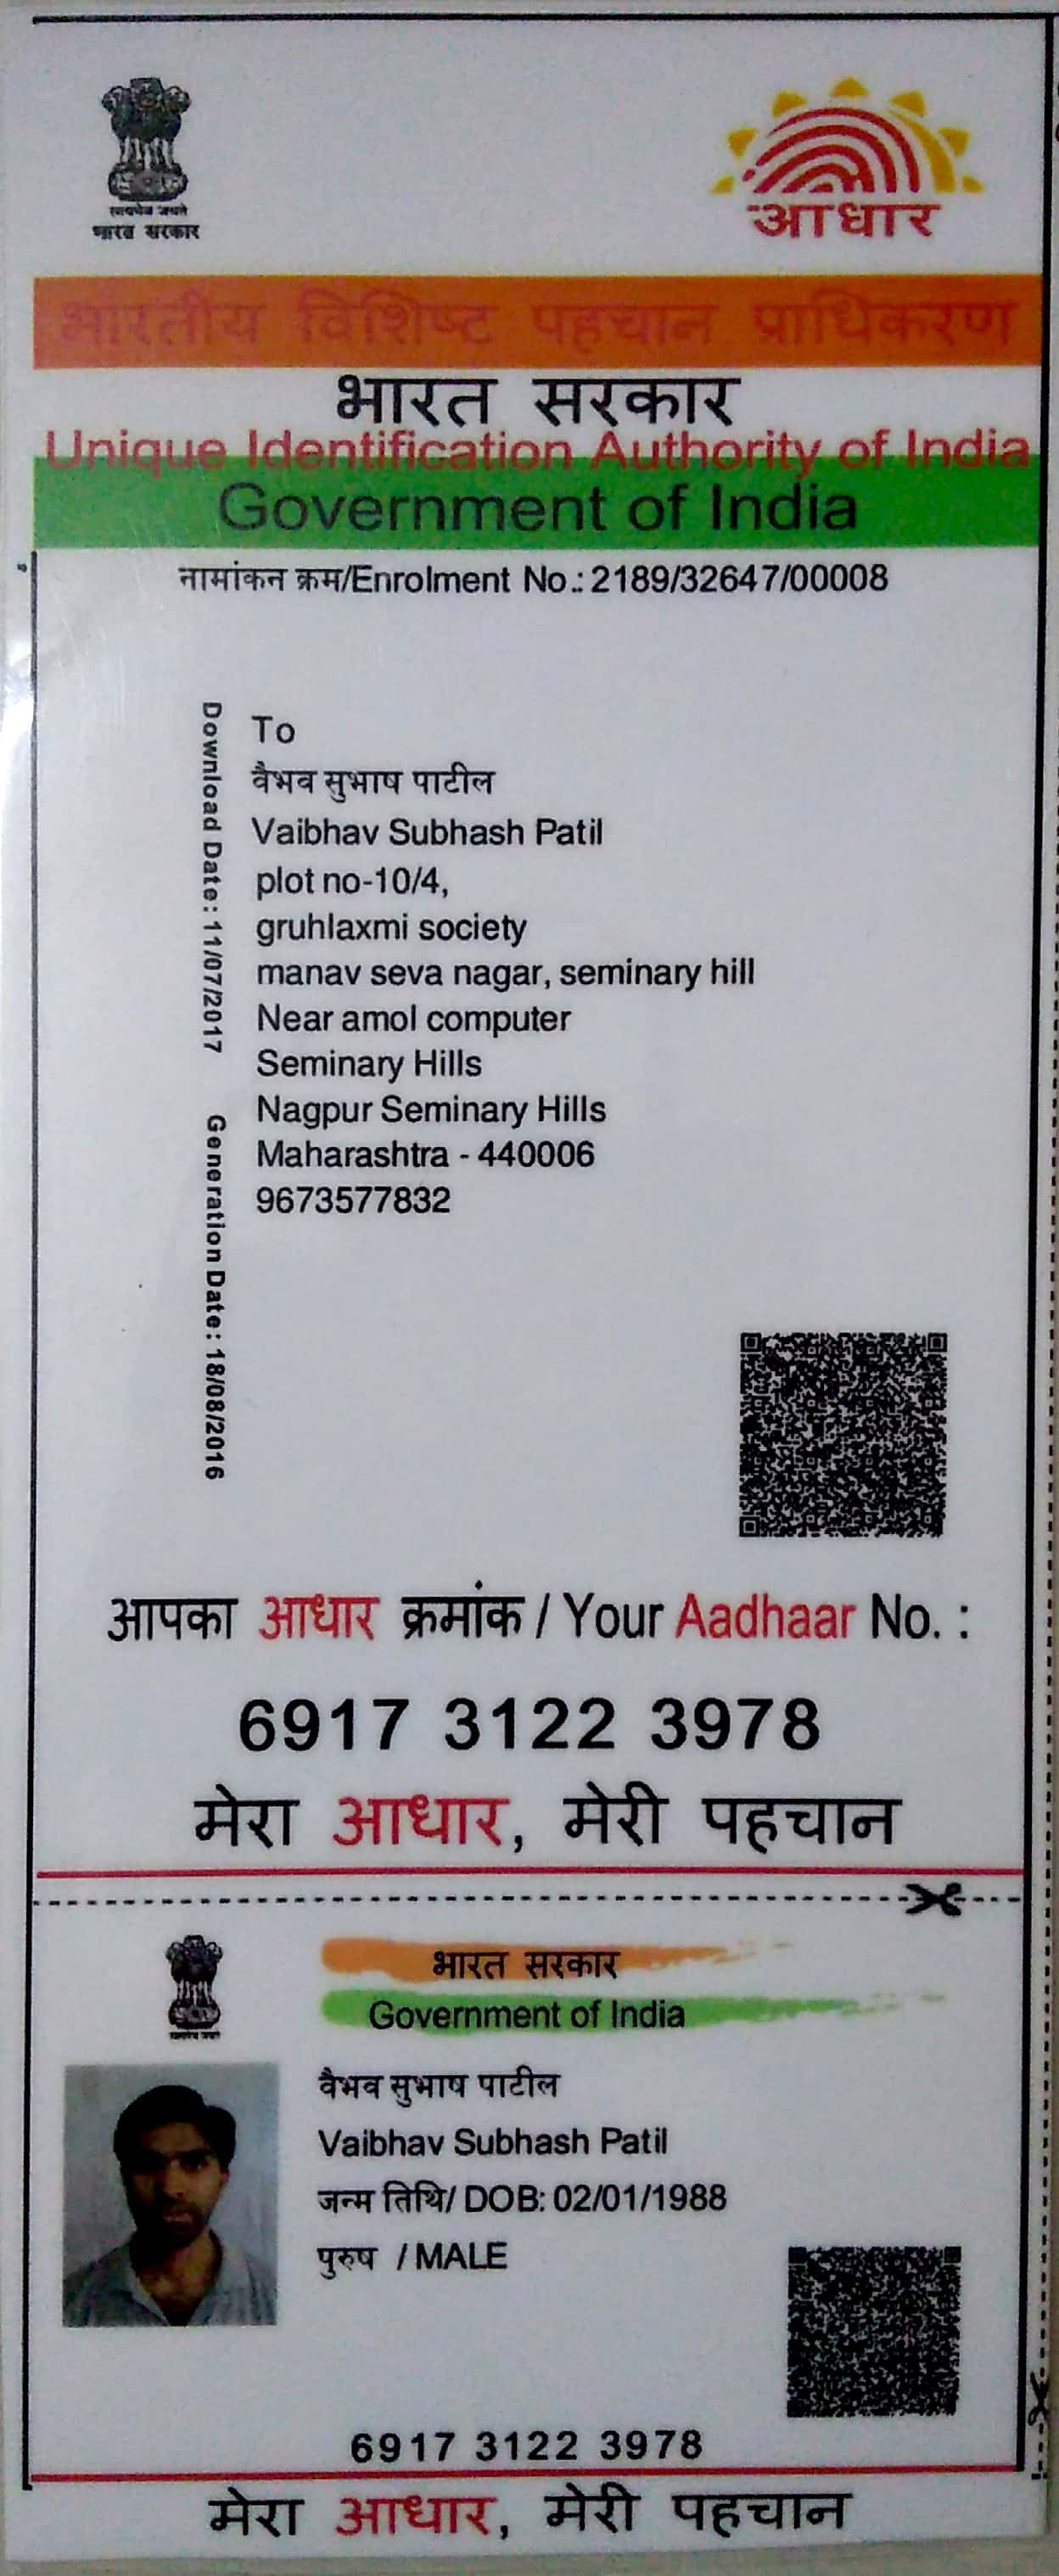 सत्यमेव जयते
भारत सरकार
आधार
भारतीय विशिष्ट पहचान प्राधिकरण
भारत सरकार
Unique Identification Authority of India
Government of India
नामांकन क्रम/Enrolment No.: 2189/32647/00008
Download Date: 11/07/2017
Generation Date: 18/08/2016
To
वैभव सुभाष पाटील
Vaibhav Subhash Patil
plot no-10/4,
gruhlaxmi society
manav seva nagar, seminary hill
Near amol computer
Seminary Hills
Nagpur Seminary Hills
Maharashtra - 440006
9673577832
आपका आधार क्रमांक / Your Aadhaar No. :
6917 3122 3978
मेरा आधार, मेरी पहचान
भारत सरकार
Government of India
वैभव सुभाष पाटील
Vaibhav Subhash Patil
जन्म तिथि/ DOB: 02/01/1988
पुरुष / MALE
6917 3122 3978
मेरा आधार, मेरी पहचान